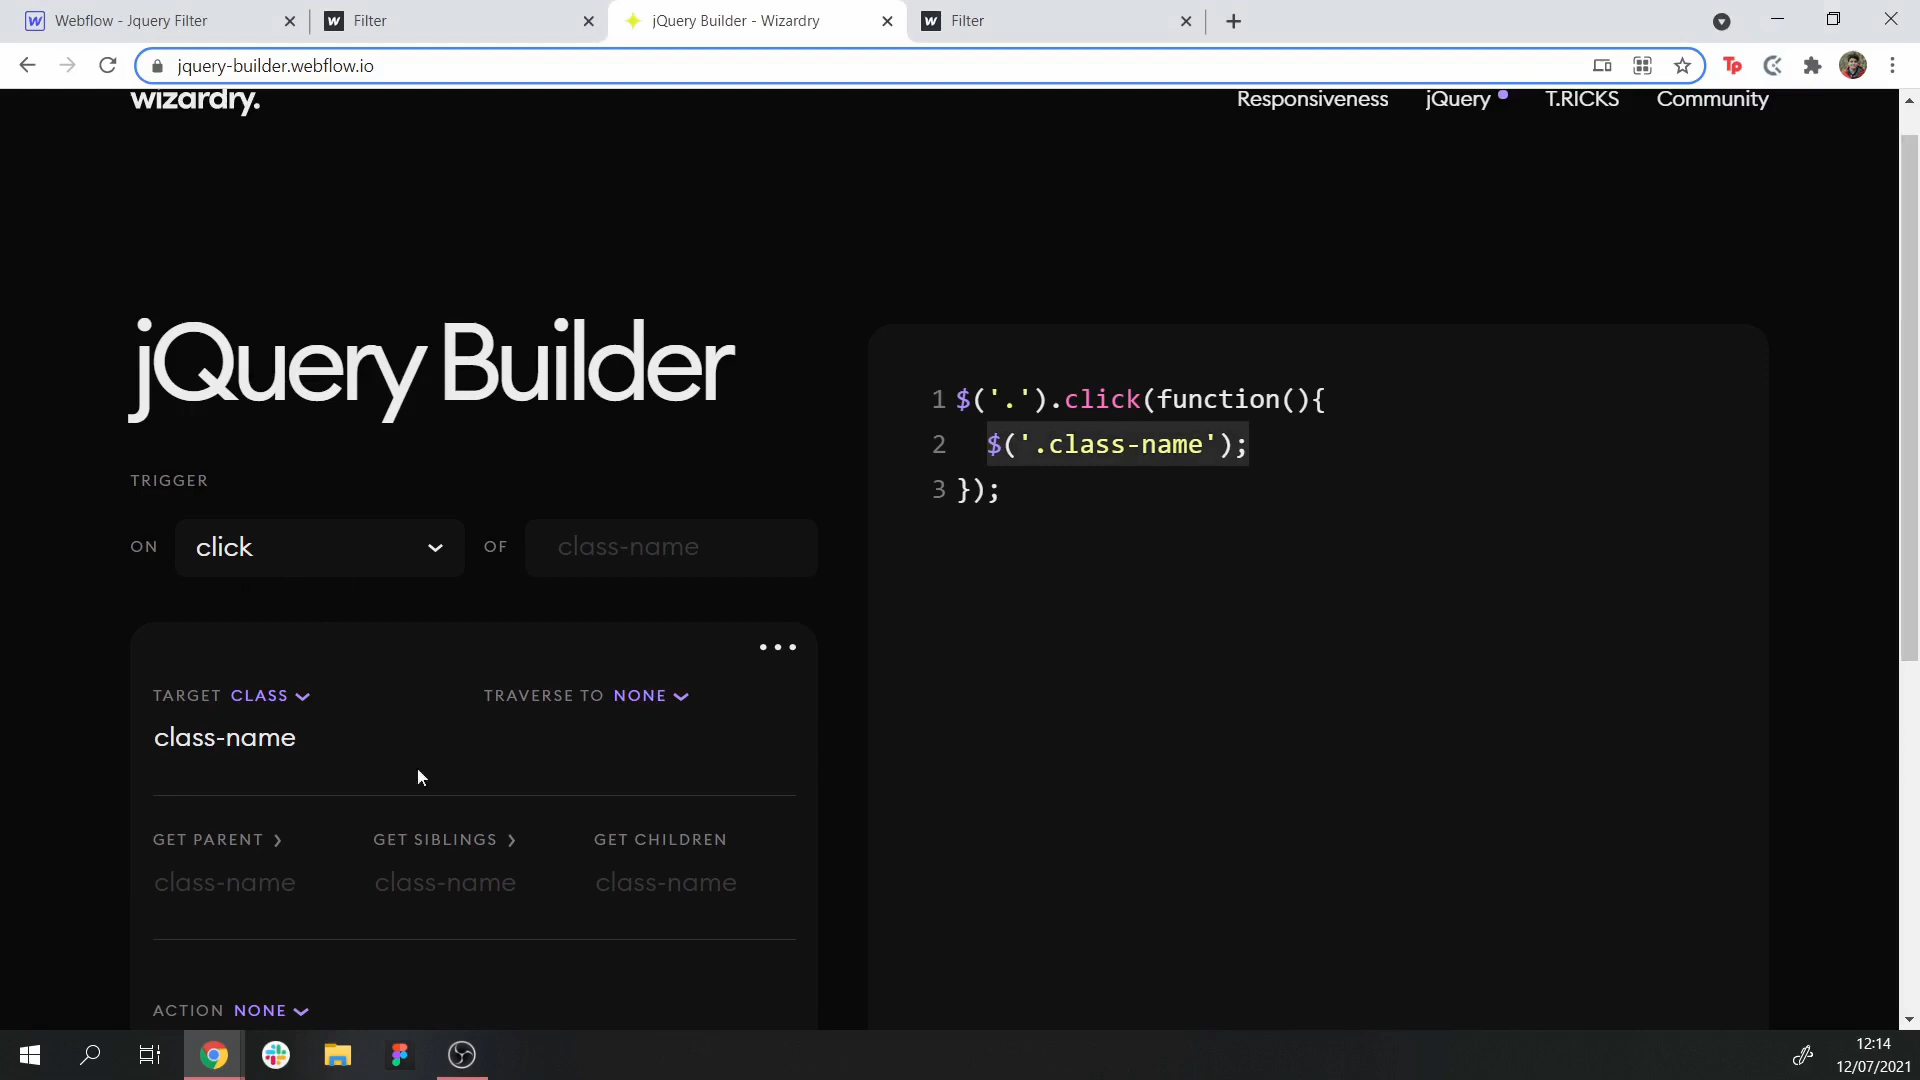 Webflow - Jquery Filter
Filter
jQuery Builder - Wizardry
Filter
jquery-builder.webflow.io
Tp
wizardry.
Responsiveness
jQuery
T.RICKS
Community
jQuery Builder
TRIGGER
ON
click
OF
class-name
TARGET CLASS
TRAVERSE TO NONE
class-name
GET PARENT
GET SIBLINGS
GET CHILDREN
class-name
class-name
class-name
ACTION NONE
1 $('.').click(function(){
2 $('.class-name');
3 });
12:14
12/07/2021